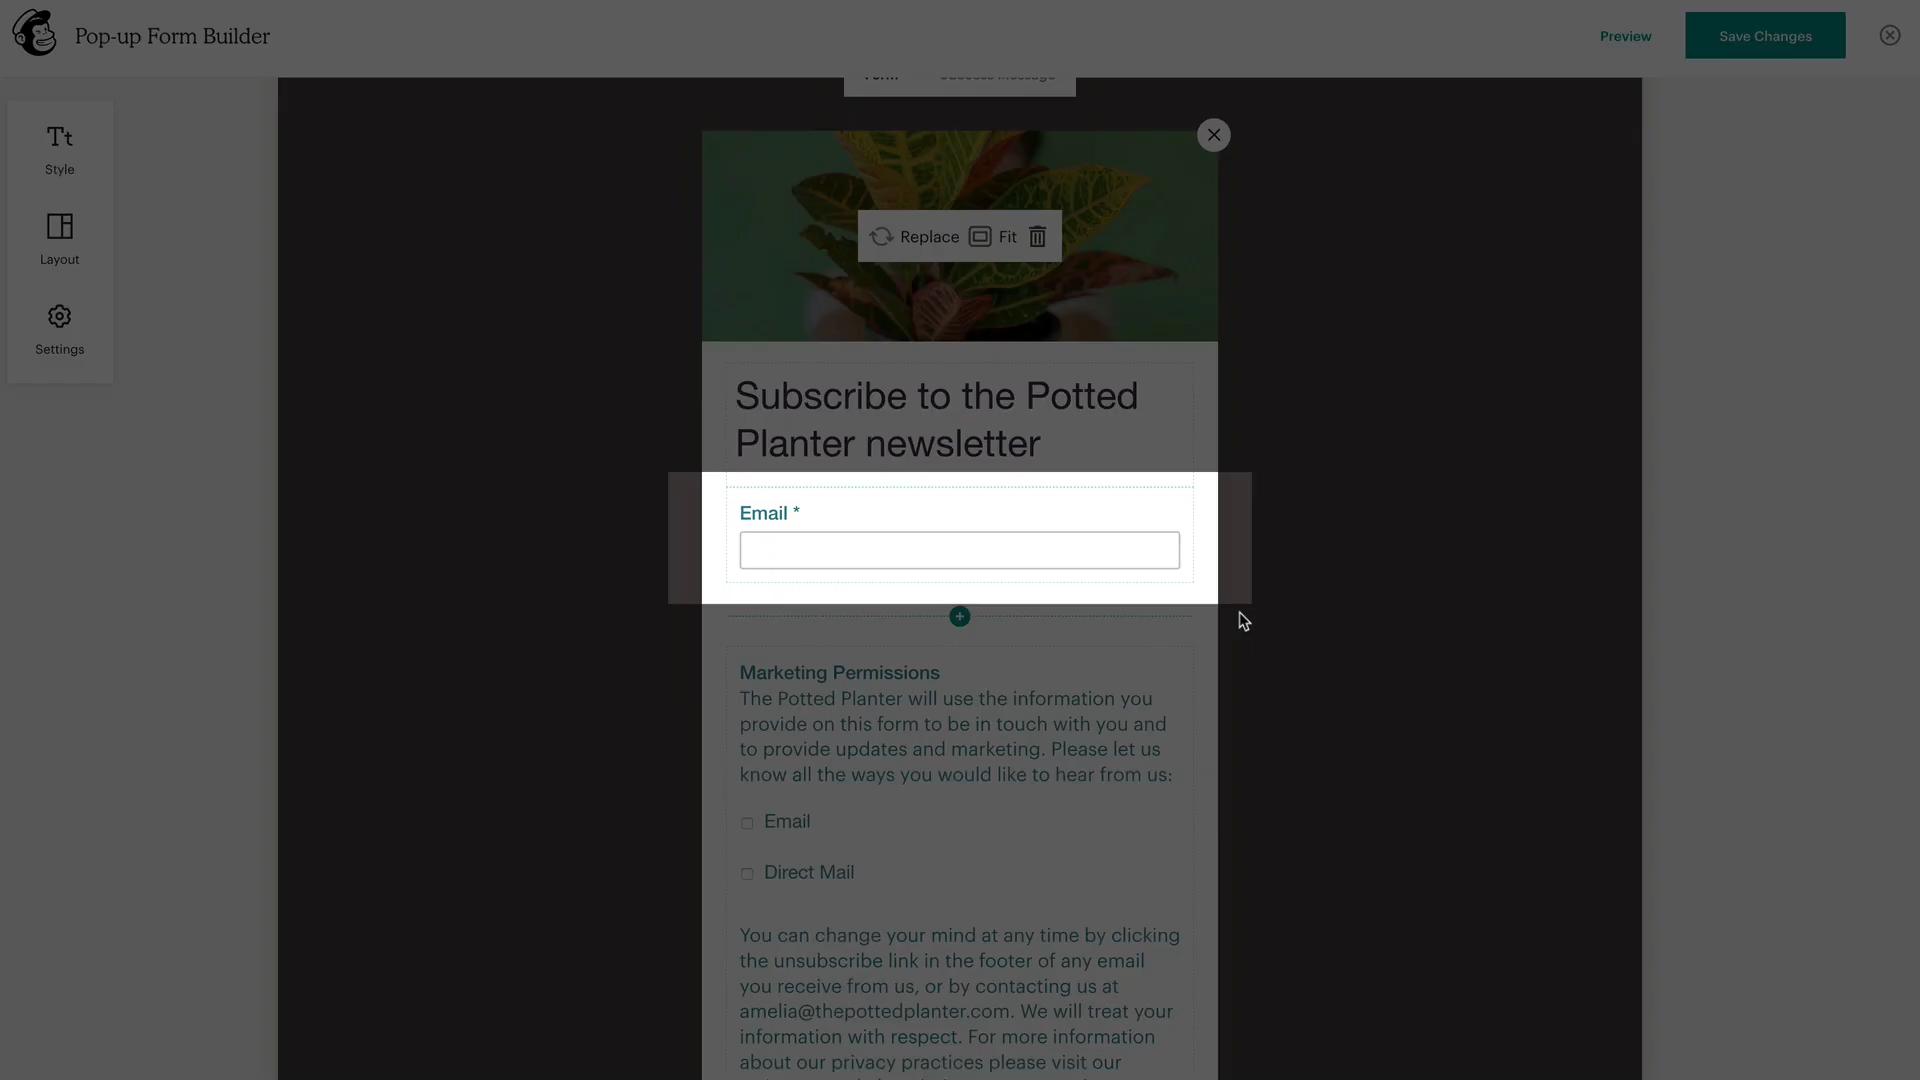 Pop-up Form Builder
Preview
Save Changes
Form Success Message
Tt
Style
Layout
Settings
Replace Fit
Subscribe to the Potted
Planter newsletter
Email *
Marketing Permissions
The Potted Planter will use the information you
provide on this form to be in touch with you and
to provide updates and marketing. Please let us
know all the ways you would like to hear from us:
Email
Direct Mail
You can change your mind at any time by clicking
the unsubscribe link in the footer of any email
you receive from us, or by contacting us at
amelia@thepottedplanter.com. We will treat your
information with respect. For more information
about our privacy practices please visit our